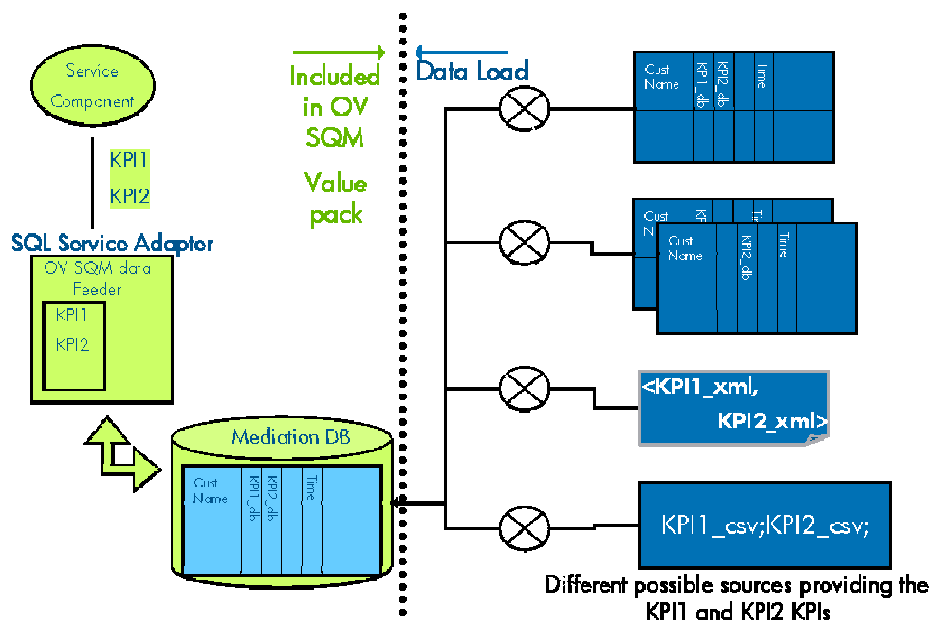 Service
Component
KPI1
KPI2
SQL Service Adapter
OV SQM data
Feeder
KPI1
KPI2
Mediation DB
Cust
Name
KPI1_db
KPI2_db
Time
Included
in OV
SQM
Value
pack
Data Load
Cust
Name
KPI1_db
KPI2_db
Time
Cust
Cust
Name
KPI2_db
Time
<KPI1_xml,
KPI2_xml>
KPI1_csv;KPI2_csv;
Different possible sources providing the
KPI1 and KPI2 KPIs